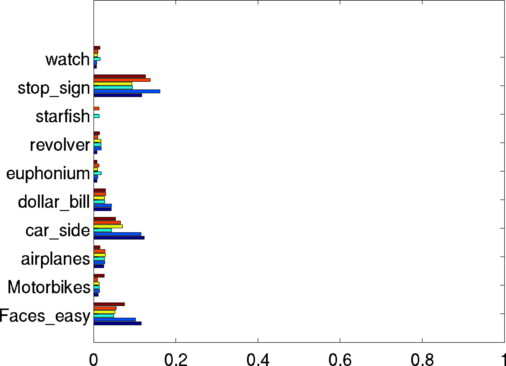 watch
stop_sign
starfish
revolver
euphonium
dollar_bill
car_side
airplanes
Motorbikes
Faces_easy
0 0.2 0.4 0.6 0.8 1